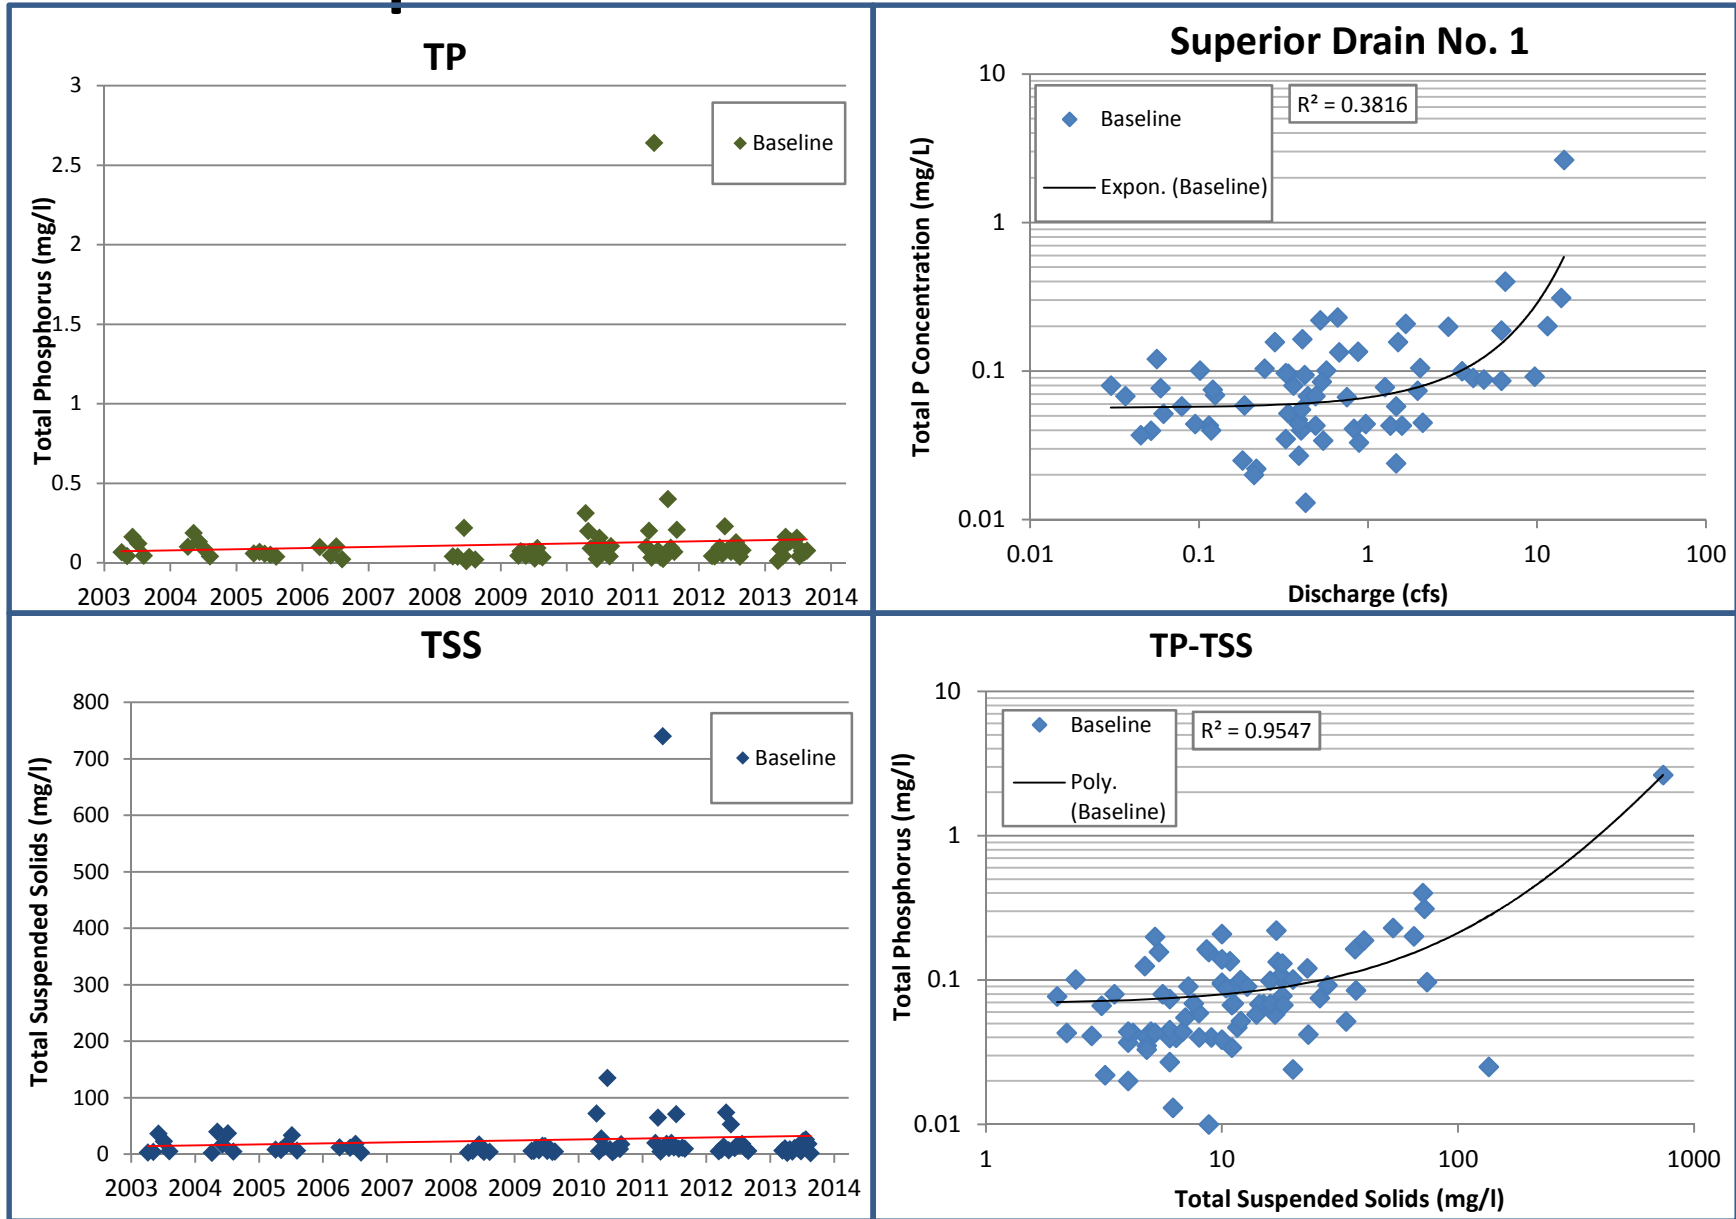 TP
3
2.5
2
1.5
1
0.5
0
Total Phosphorus (mg/l)
Baseline
2003 2004 2005 2006 2007 2008 2009 2010 2011 2012 2013 2014
Superior Drain No. 1
10
1
0.1
0.01
Total P Concentration (mg/L)
Baseline
Expon. (Baseline)
R² = 0.3816
0.01 0.1 1 10 100
Discharge (cfs)
TSS
800
700
600
500
400
300
200
100
0
Total Suspended Solids (mg/l)
Baseline
2003 2004 2005 2006 2007 2008 2009 2010 2011 2012 2013 2014
TP-TSS
10
1
0.1
0.01
Total Phosphorus (mg/l)
Baseline
Poly.
(Baseline)
R² = 0.9547
1 10 100 1000
Total Suspended Solids (mg/l)